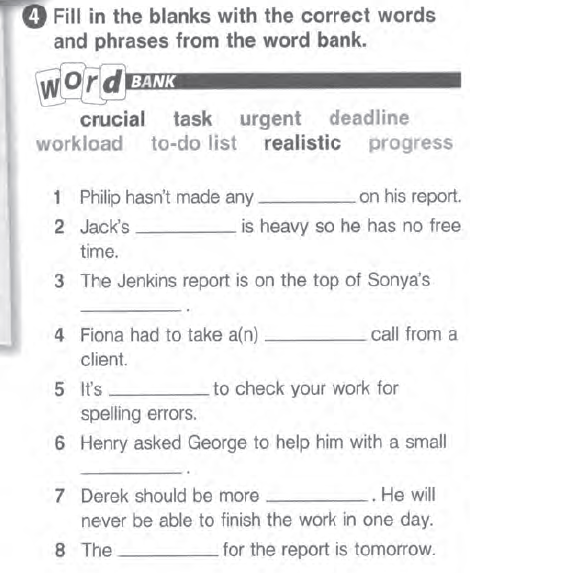 4 Fill in the blanks with the correct words
and phrases from the word bank.
word BANK
crucial task urgent deadline
workload to-do list realistic progress
1 Philip hasn't made any __________ on his report.
2 Jack's __________ is heavy so he has no free
time.
3 The Jenkins report is on the top of Sonya's
__________ .
4 Fiona had to take a(n) __________ call from a
client.
5 It's __________ to check your work for
spelling errors.
6 Henry asked George to help him with a small
__________ .
7 Derek should be more __________ . He will
never be able to finish the work in one day.
8 The __________ for the report is tomorrow.